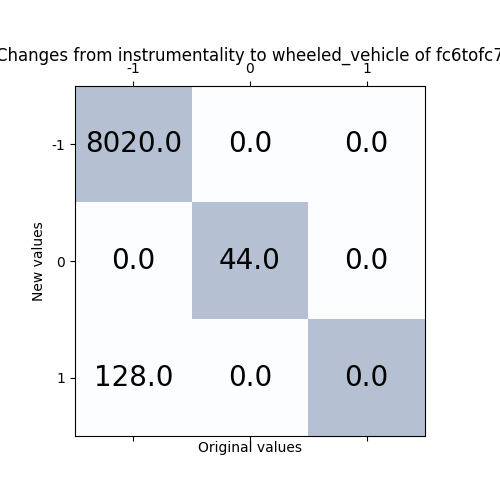 Changes from instrumentality to wheeled_vehicle of fc6tofc7
-1 0 1
-1 8020.0 0.0 0.0
0 0.0 44.0 0.0
1 128.0 0.0 0.0
New values
Original values